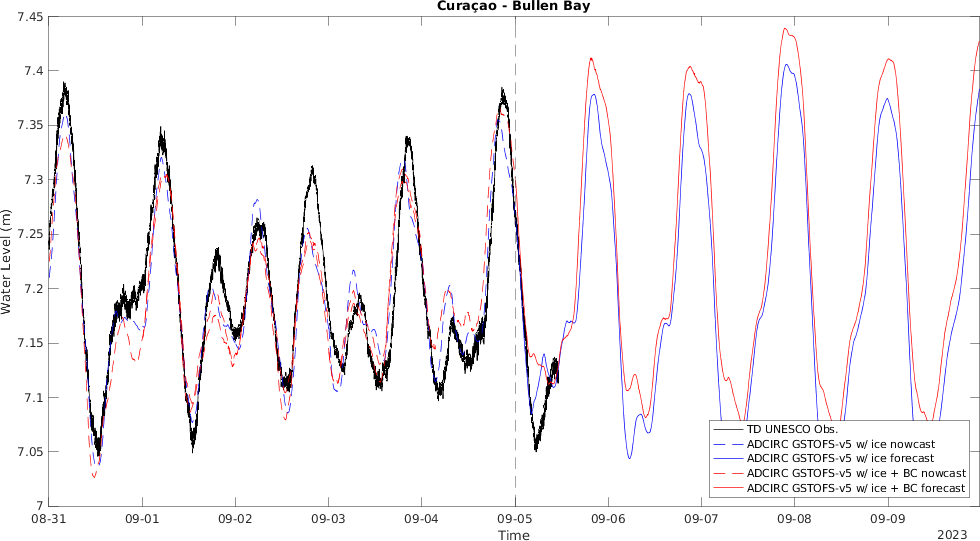 Curaçao - Bullen Bay
7.45
7.4
7.35
7.3
7.25
7.2
7.15
7.1
7.05
7
Water Level (m)
08-31 09-01 09-02 09-03 09-04 09-05 09-06 09-07 09-08 09-09
Time
2023
TD UNESCO Obs.
ADCIRC GSTOFS-v5 w/ ice nowcast
ADCIRC GSTOFS-v5 w/ ice forecast
ADCIRC GSTOFS-v5 w/ ice + BC nowcast
ADCIRC GSTOFS-v5 w/ ice + BC forecast